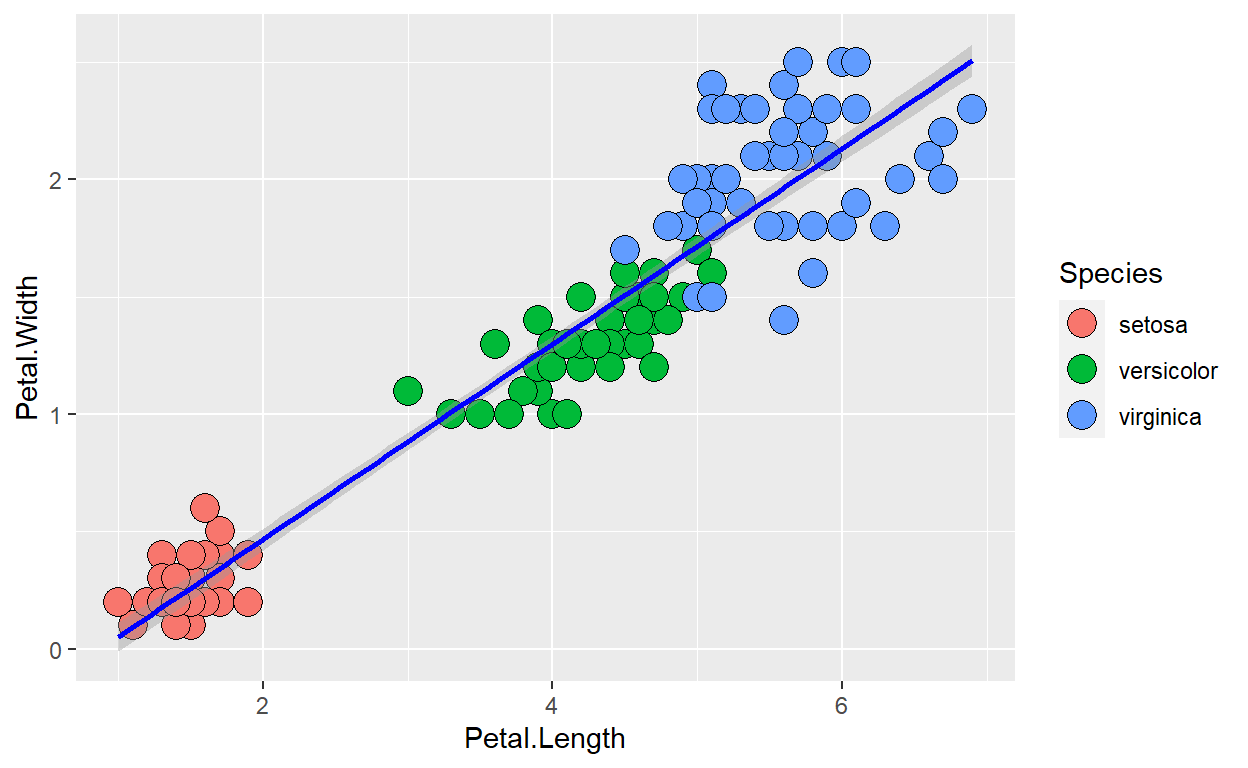 Petal.Width
2
1
0
2
4
6
Petal.Length
Species
setosa
versicolor
virginica